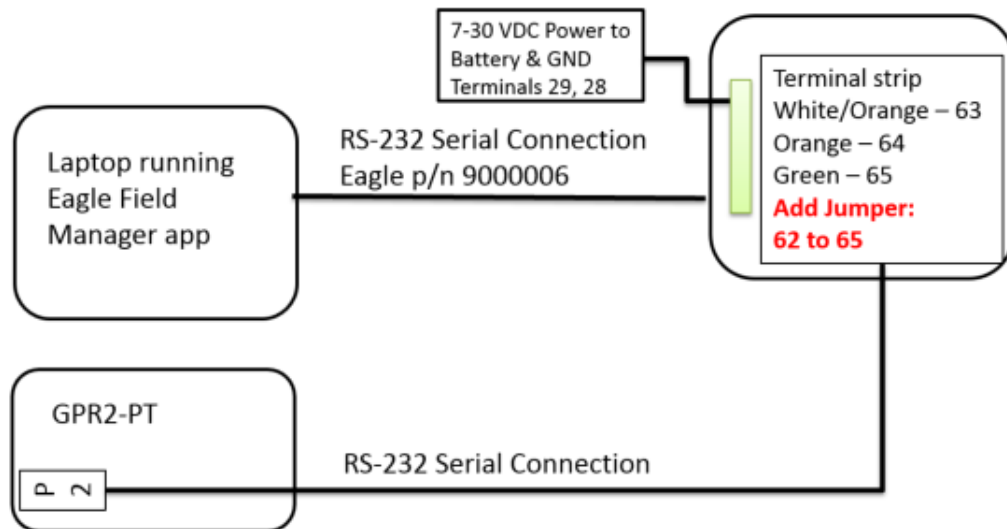 7-30 VDC Power to
Battery & GND
Terminals 29, 28
Terminal strip
White/Orange – 63
Orange – 64
Green – 65
Add Jumper:
62 to 65
RS-232 Serial Connection
Eagle p/n 9000006
Laptop running
Eagle Field
Manager app
GPR2-PT
P 2
RS-232 Serial Connection